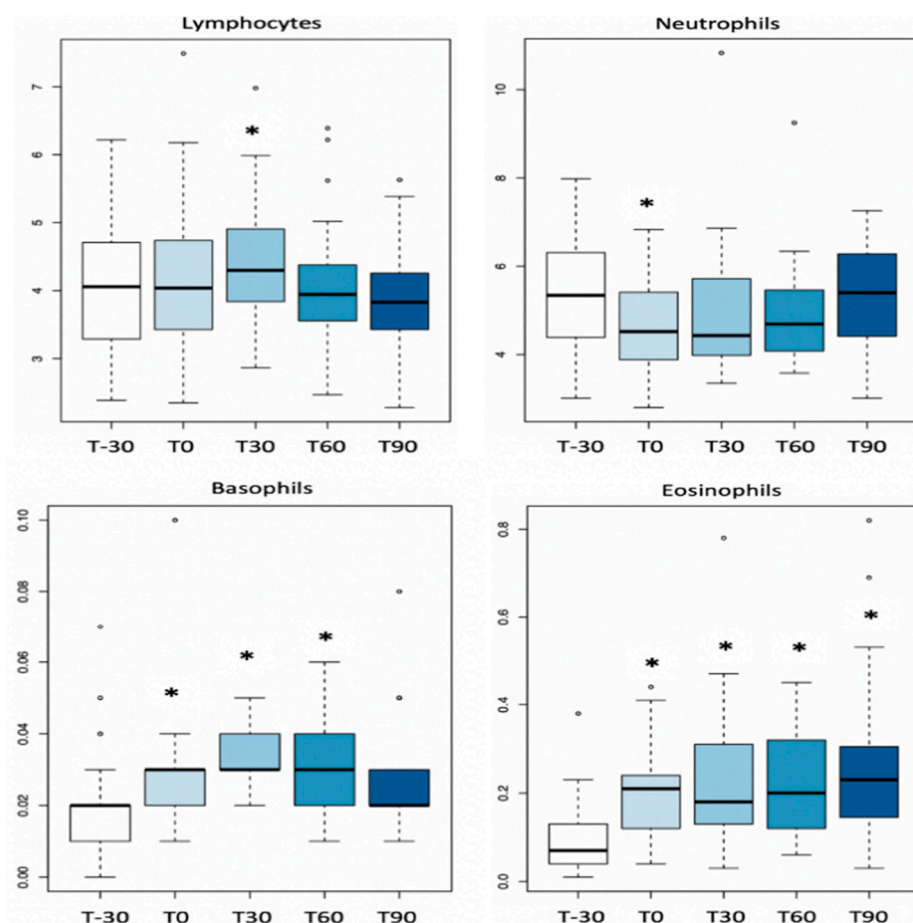 Lymphocytes
7
6
5
4
3
*
T-30 T0 T30 T60 T90
Neutrophils
10
8
6
4
*
T-30 T0 T30 T60 T90
Basophils
0.10
0.08
0.06
0.04
0.02
0.00
* * *
T-30 T0 T30 T60 T90
Eosinophils
0.8
0.6
0.4
0.2
0.0
* * * *
T-30 T0 T30 T60 T90